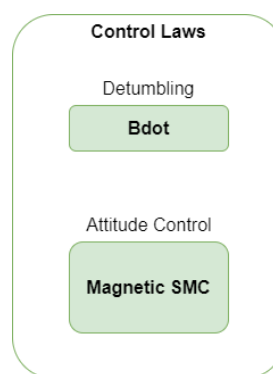 Control Laws
Detumbling
Bdot
Attitude Control
Magnetic SMC